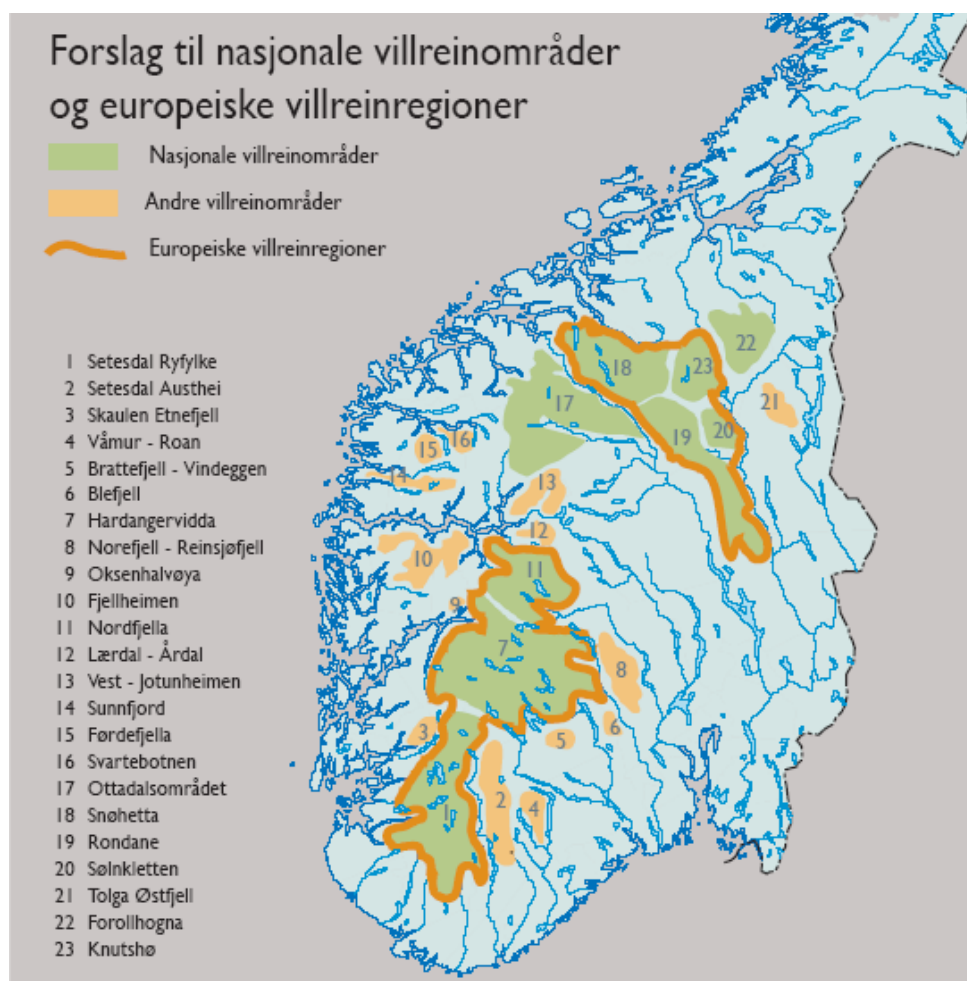 Forslag til nasjonale villreinområder
og europeiske villreinregioner
Nasjonale villreinområder
Andre villreinområder
Europeiske villreinregioner
1 Setesdal Ryfylke
2 Setesdal Austhei
3 Skaulen Etnefjell
4 Våmur - Roan
5 Brattefjell - Vindeggen
6 Blefjell
7 Hardangervidda
8 Norefjell - Reinsjøfjell
9 Oksenhalvøya
10 Fjellheimen
11 Nordfjella
12 Lærdal - Årdal
13 Vest - Jotunheimen
14 Sunnfjord
15 Førdefjella
16 Svartebotnen
17 Ottadalsområdet
18 Snøhetta
19 Rondane
20 Sølnkletten
21 Tolga Østfjell
22 Forollhogna
23 Knutshø
22
18
23
17
21
20
19
16
15
14
13
12
10
11
9
7
8
6
3
5
2
4
1